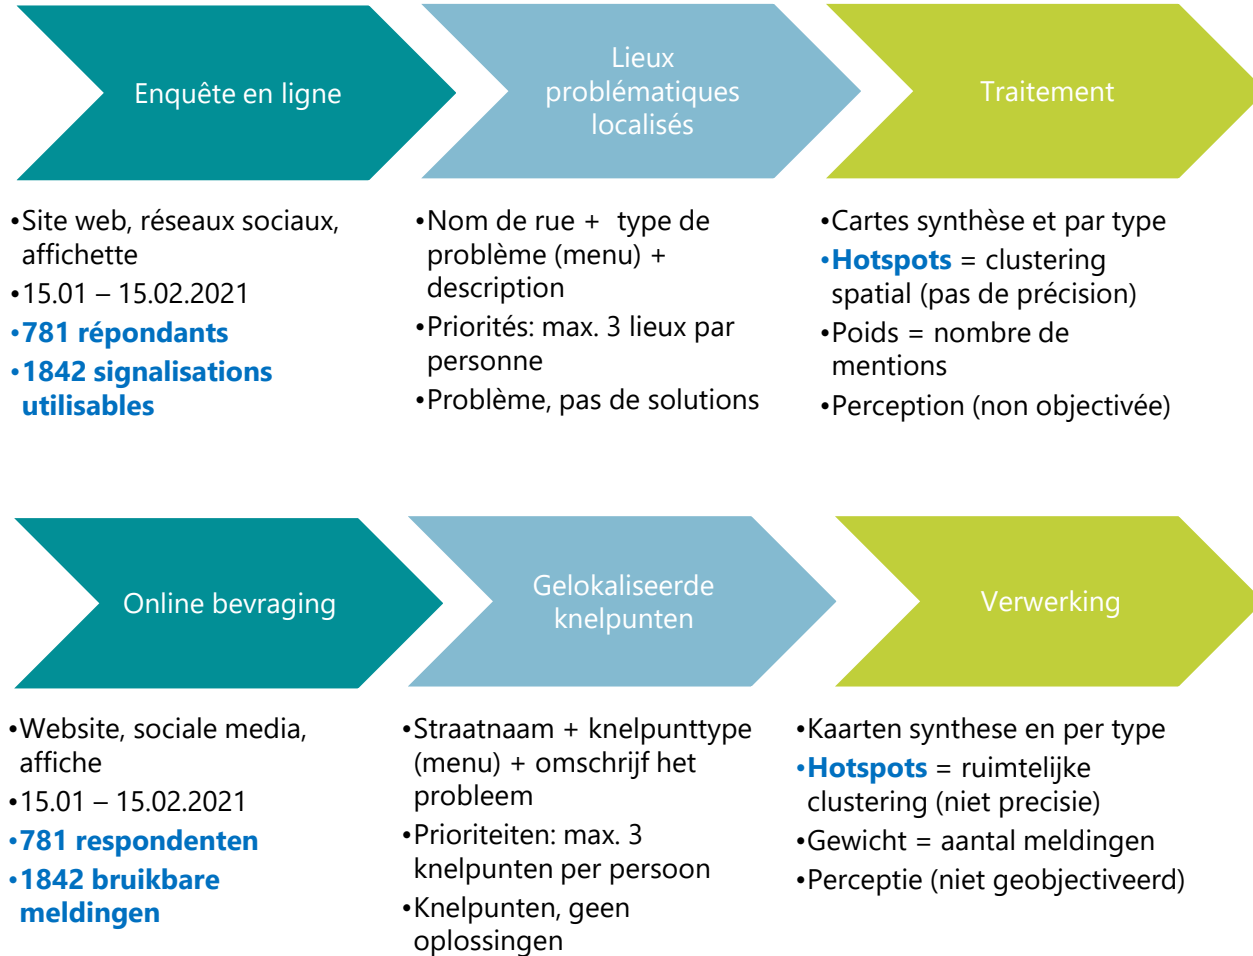 Enquête en ligne
Lieux
problématiques
localisés
Traitement
•Site web, réseaux sociaux,
affichette
•15.01 – 15.02.2021
•781 répondants
•1842 signalisations
utilisables
•Nom de rue + type de
problème (menu) +
description
•Priorités: max. 3 lieux par
personne
•Problème, pas de solutions
•Cartes synthèse et par type
•Hotspots = clustering
spatial (pas de précision)
•Poids = nombre de
mentions
•Perception (non objectivée)
Online bevraging
Gelokaliseerde
knelpunten
Verwerking
•Website, sociale media,
affiche
•15.01 – 15.02.2021
•781 respondenten
•1842 bruikbare
meldingen
•Straatnaam + knelpunttype
(menu) + omschrijf het
probleem
•Prioriteiten: max. 3
knelpunten per persoon
•Knelpunten, geen
oplossingen
•Kaarten synthese en per type
•Hotspots = ruimtelijke
clustering (niet precisie)
•Gewicht = aantal meldingen
•Perceptie (niet geobjectiveerd)